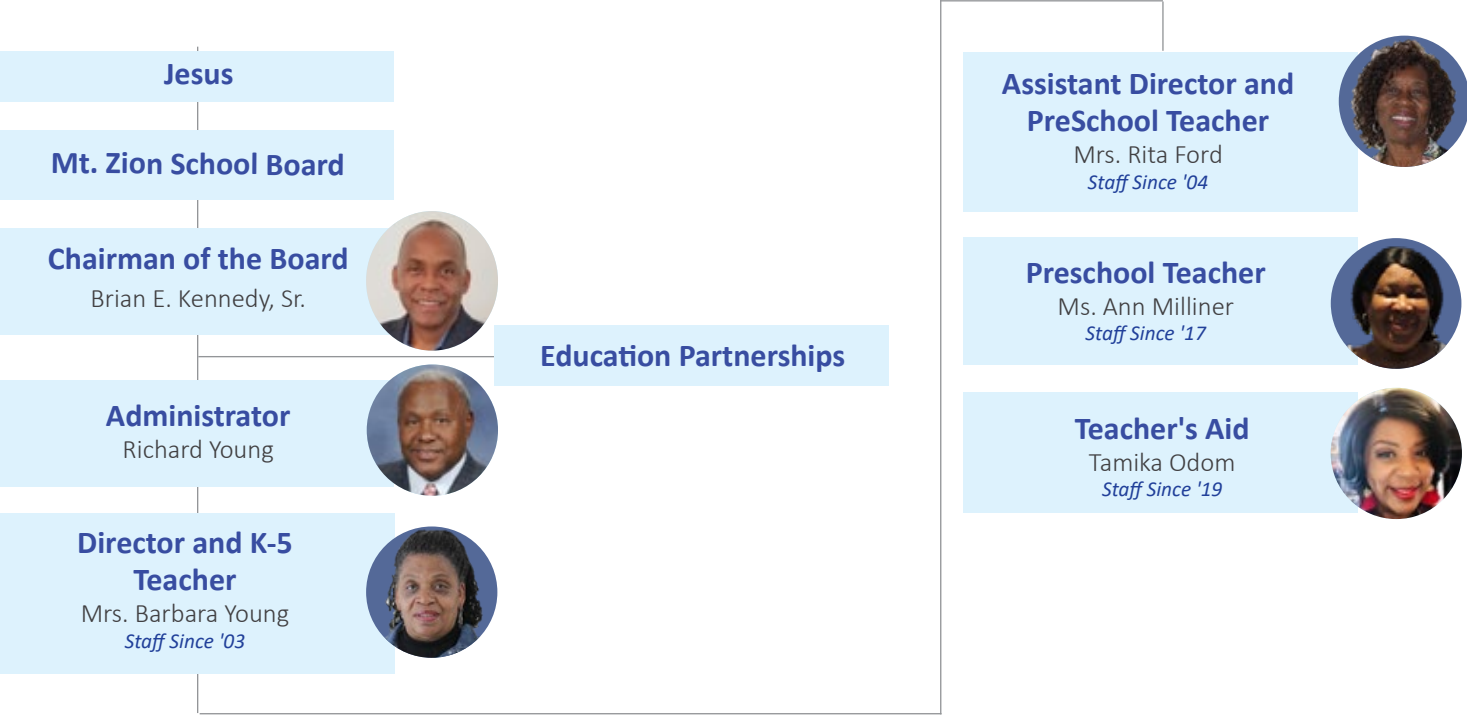 Jesus
Mt. Zion School Board
Chairman of the Board
Brian E. Kennedy, Sr.
Education Partnerships
Administrator
Richard Young
Director and K-5
Teacher
Mrs. Barbara Young
Staff Since '03
Assistant Director and
PreSchool Teacher
Mrs. Rita Ford
Staff Since '04
Preschool Teacher
Ms. Ann Milliner
Staff Since '17
Teacher's Aid
Tamika Odom
Staff Since '19